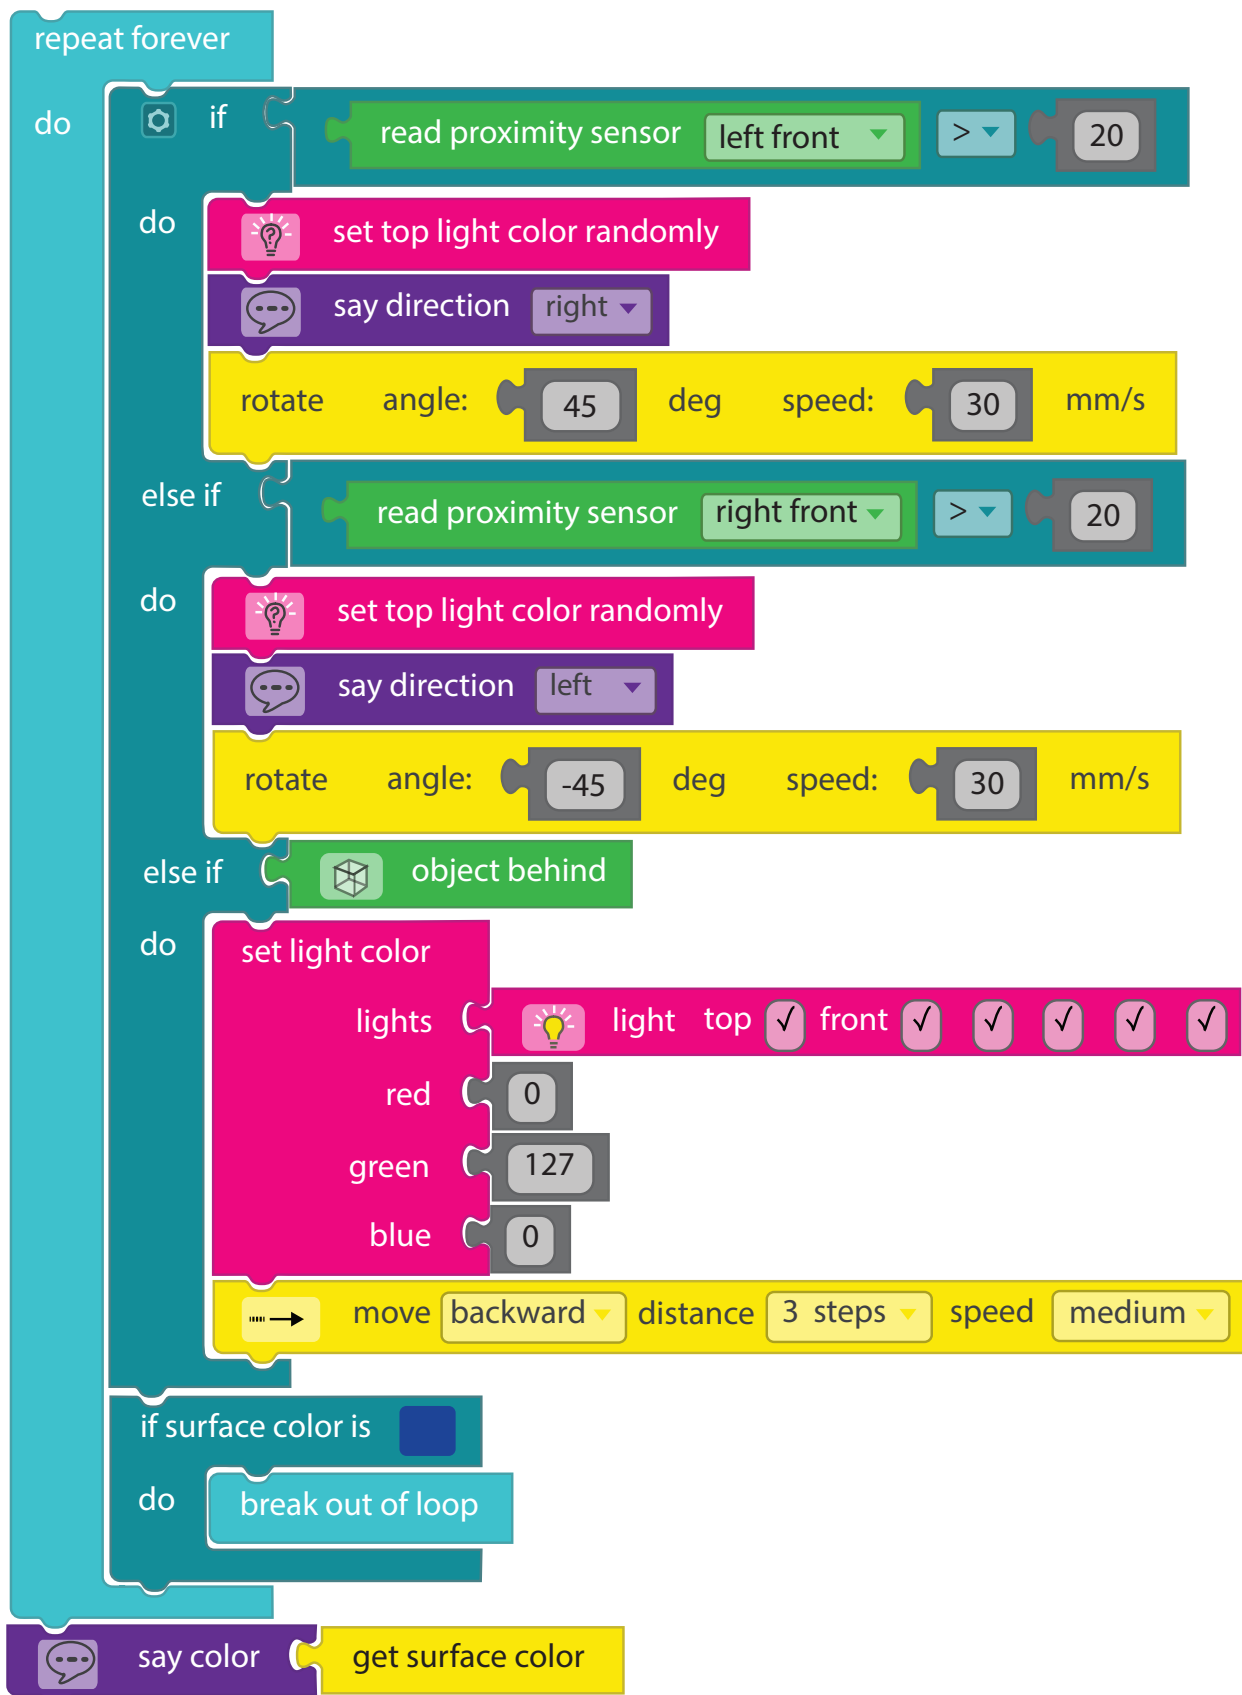 repeat forever
do if read proximity sensor left front > 20
do set top light color randomly
say direction right
rotate angle: 45 deg speed: 30 mm/s
else if read proximity sensor right front > 20
do set top light color randomly
say direction left
rotate angle: -45 deg speed: 30 mm/s
else if object behind
do set light color
lights light top √ front √ √ √ √ √
red 0
green 127
blue 0
move backward distance 3 steps speed medium
if surface color is
do break out of loop
say color get surface color